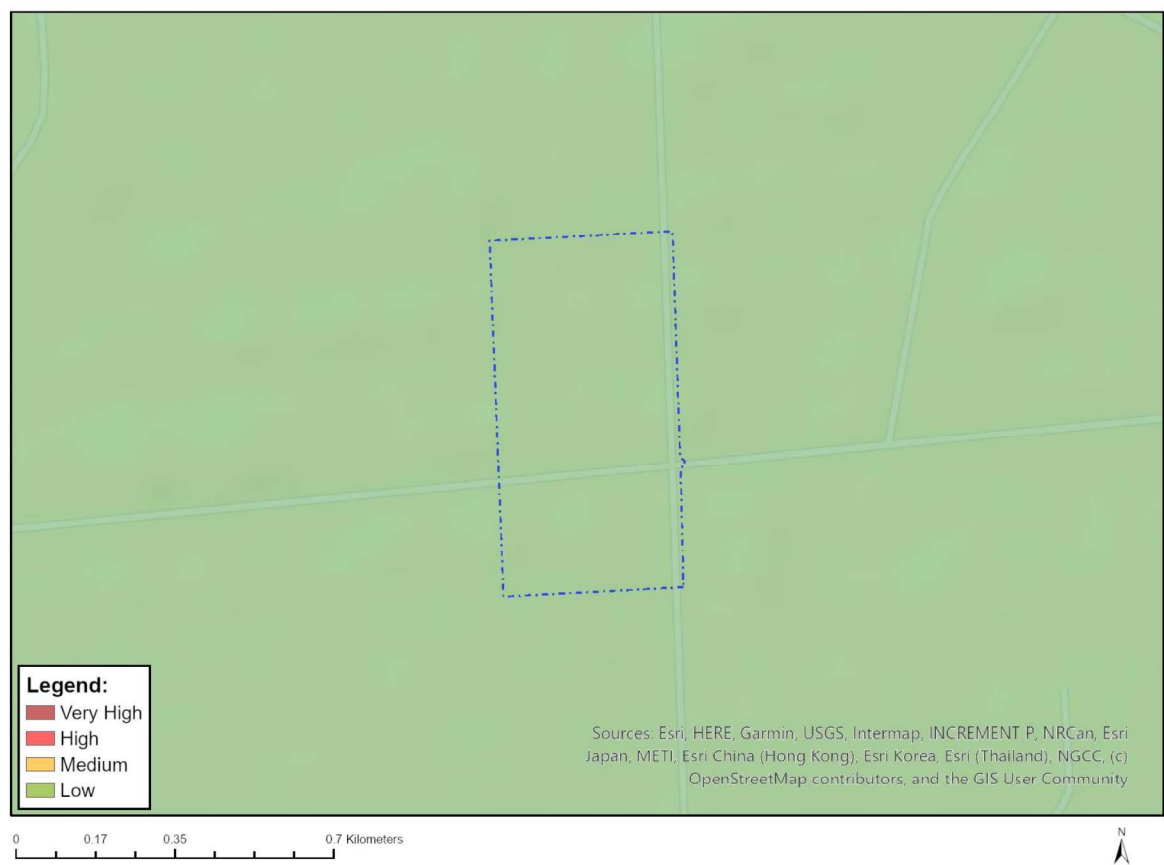 Legend:
Very High
High
Medium
Low
Sources: Esri, HERE, Garmin, USGS, Intermap, INCREMENT P, NRCan, Esri
Japan, METI, Esri China (Hong Kong), Esri Korea, Esri (Thailand), NGCC, (c)
OpenStreetMap contributors, and the GIS User Community
0 0.17 0.35 0.7 Kilometers
N